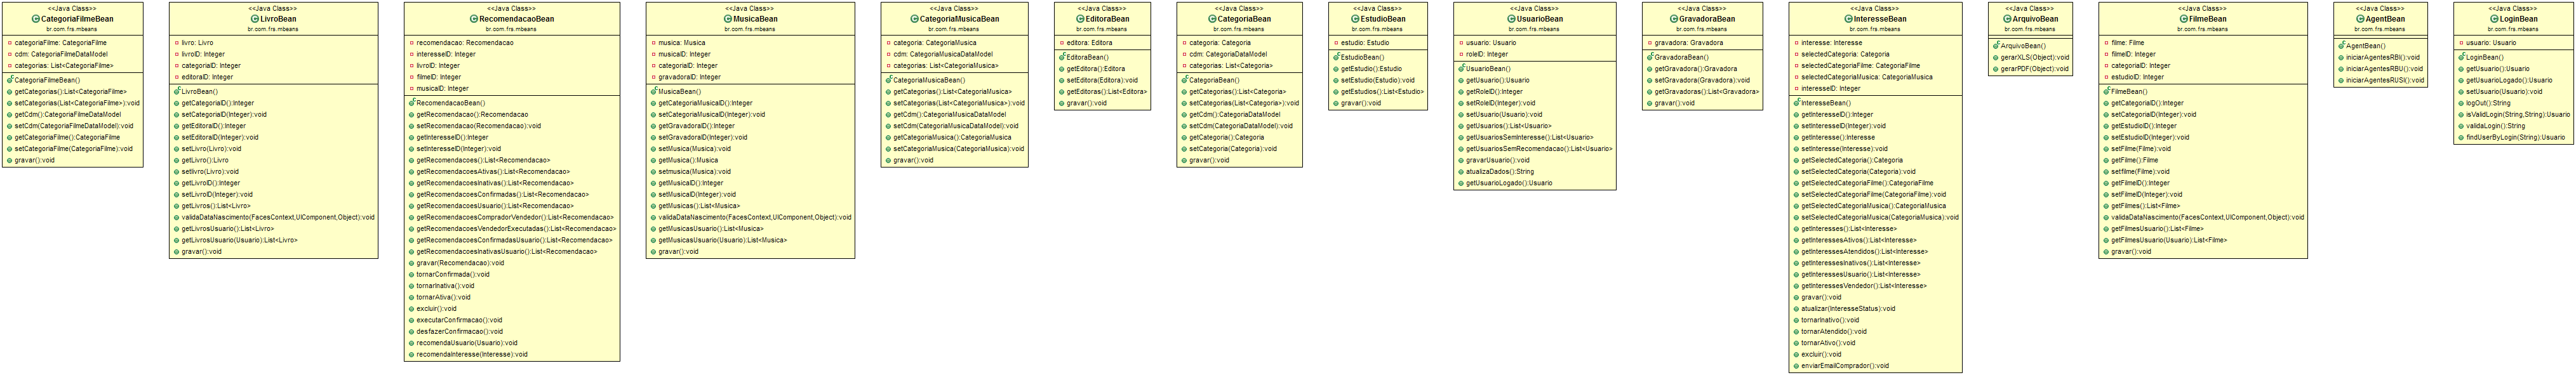 <<Java Class>>
CategoriaFilmeBean
br.com.frs.mbeans
categoriaFilme: CategoriaFilme
cdm: CategoriaFilmeDataModel
categorias: List<CategoriaFilme>
CategoriaFilmeBean()
getCategorias():List<CategoriaFilme>
setCategorias(List<CategoriaFilme>):void
getCdm():CategoriaFilmeDataModel
setCdm(CategoriaFilmeDataModel):void
getCategoriaFilme():CategoriaFilme
setCategoriaFilme(CategoriaFilme):void
gravar():void
<<Java Class>>
LivroBean
br.com.frs.mbeans
livro: Livro
livroID: Integer
categoriaID: Integer
editoraID: Integer
LivroBean()
getCategoriaID():Integer
setCategoriaID(Integer):void
getEditoraID():Integer
setEditoraID(Integer):void
setLivro(Livro):void
getLivro():Livro
setlivro(Livro):void
getLivroID():Integer
setLivroID(Integer):void
getLivros():List<Livro>
validaDataNascimento(FacesContext,UIComponent,Object):void
getLivrosUsuario():List<Livro>
getLivrosUsuario(Usuario):List<Livro>
gravar():void
<<Java Class>>
RecomendacaoBean
br.com.frs.mbeans
recomendacao: Recomendacao
interesseID: Integer
livroID: Integer
filmeID: Integer
musicaID: Integer
RecomendacaoBean()
getRecomendacao():Recomendacao
setRecomendacao(Recomendacao):void
getInteresseID():Integer
setInteresseID(Integer):void
getRecomendacoes():List<Recomendacao>
getRecomendacoesAtivas():List<Recomendacao>
getRecomendacoesInativas():List<Recomendacao>
getRecomendacoesConfirmadas():List<Recomendacao>
getRecomendacoesUsuario():List<Recomendacao>
getRecomendacoesCompradorVendedor():List<Recomendacao>
getRecomendacoesVendedorExecutadas():List<Recomendacao>
getRecomendacoesConfirmadasUsuario():List<Recomendacao>
getRecomendacoesInativasUsuario():List<Recomendacao>
gravar(Recomendacao):void
tornarConfirmada():void
tornarInativa():void
tornarAtiva():void
excluir():void
executarConfirmacao():void
desfazerConfirmacao():void
recomendaUsuario(Usuario):void
recomendaInteresse(Interesse):void
<<Java Class>>
MusicaBean
br.com.frs.mbeans
musica: Musica
musicaID: Integer
categoriaID: Integer
gravadoraID: Integer
MusicaBean()
getCategoriaMusicaID():Integer
setCategoriaMusicaID(Integer):void
getGravadoraID():Integer
setGravadoraID(Integer):void
setMusica(Musica):void
getMusica():Musica
setmusica(Musica):void
getMusicaID():Integer
setMusicaID(Integer):void
getMusicas():List<Musica>
validaDataNascimento(FacesContext,UIComponent,Object):void
getMusicasUsuario():List<Musica>
getMusicasUsuario(Usuario):List<Musica>
gravar():void
<<Java Class>>
CategoriaMusicaBean
br.com.frs.mbeans
categoria: CategoriaMusica
cdm: CategoriaMusicaDataModel
categorias: List<CategoriaMusica>
CategoriaMusicaBean()
getCategorias():List<CategoriaMusica>
setCategorias(List<CategoriaMusica>):void
getCdm():CategoriaMusicaDataModel
setCdm(CategoriaMusicaDataModel):void
getCategoriaMusica():CategoriaMusica
setCategoriaMusica(CategoriaMusica):void
gravar():void
<<Java Class>>
EditoraBean
br.com.frs.mbeans
editora: Editora
EditoraBean()
getEditora():Editora
setEditora(Editora):void
getEditoras():List<Editora>
gravar():void
<<Java Class>>
CategoriaBean
br.com.frs.mbeans
categoria: Categoria
cdm: CategoriaDataModel
categorias: List<Categoria>
CategoriaBean()
getCategorias():List<Categoria>
setCategorias(List<Categoria>):void
getCdm():CategoriaDataModel
setCdm(CategoriaDataModel):void
getCategoria():Categoria
setCategoria(Categoria):void
gravar():void
<<Java Class>>
EstudioBean
br.com.frs.mbeans
estudio: Estudio
EstudioBean()
getEstudio():Estudio
setEstudio(Estudio):void
getEstudios():List<Estudio>
gravar():void
<<Java Class>>
UsuarioBean
br.com.frs.mbeans
usuario: Usuario
roleID: Integer
UsuarioBean()
getUsuario():Usuario
getRoleID():Integer
setRoleID(Integer):void
setUsuario(Usuario):void
getUsuarios():List<Usuario>
getUsuariosSemInteresse():List<Usuario>
getUsuariosSemRecomendacao():List<Usuario>
gravarUsuario():void
atualizaDados():String
getUsuarioLogado():Usuario
<<Java Class>>
GravadoraBean
br.com.frs.mbeans
gravadora: Gravadora
GravadoraBean()
getGravadora():Gravadora
setGravadora(Gravadora):void
getGravadoras():List<Gravadora>
gravar():void
<<Java Class>>
InteresseBean
br.com.frs.mbeans
interesse: Interesse
selectedCategoria: Categoria
selectedCategoriaFilme: CategoriaFilme
selectedCategoriaMusica: CategoriaMusica
interesseID: Integer
InteresseBean()
getInteresseID():Integer
setInteresseID(Integer):void
getInteresse():Interesse
setInteresse(Interesse):void
getSelectedCategoria():Categoria
setSelectedCategoria(Categoria):void
getSelectedCategoriaFilme():CategoriaFilme
setSelectedCategoriaFilme(CategoriaFilme):void
getSelectedCategoriaMusica():CategoriaMusica
setSelectedCategoriaMusica(CategoriaMusica):void
getInteresses():List<Interesse>
getInteressesAtivos():List<Interesse>
getInteressesAtendidos():List<Interesse>
getInteressesInativos():List<Interesse>
getInteressesUsuario():List<Interesse>
getInteressesVendedor():List<Interesse>
gravar():void
atualizar(InteresseStatus):void
tornarInativo():void
tornarAtendido():void
tornarAtivo():void
excluir():void
enviarEmailComprador():void
<<Java Class>>
ArquivoBean
br.com.frs.mbeans
ArquivoBean()
gerarXLS(Object):void
gerarPDF(Object):void
<<Java Class>>
FilmeBean
br.com.frs.mbeans
filme: Filme
filmeID: Integer
categoriaID: Integer
estudioID: Integer
FilmeBean()
getCategoriaID():Integer
setCategoriaID(Integer):void
getEstudioID():Integer
setEstudioID(Integer):void
setFilme(Filme):void
getFilme():Filme
setfilme(Filme):void
getFilmeID():Integer
setFilmeID(Integer):void
getFilmes():List<Filme>
validaDataNascimento(FacesContext,UIComponent,Object):void
getFilmesUsuario():List<Filme>
getFilmesUsuario(Usuario):List<Filme>
gravar():void
<<Java Class>>
AgentBean
br.com.frs.mbeans
AgentBean()
iniciarAgentesRBI():void
iniciarAgentesRBU():void
iniciarAgentesRUSI():void
<<Java Class>>
LoginBean
br.com.frs.mbeans
usuario: Usuario
LoginBean()
getUsuario():Usuario
getUsuarioLogado():Usuario
setUsuario(Usuario):void
logOut():String
isValidLogin(String,String):Usuario
validaLogin():String
findUserByLogin(String):Usuario